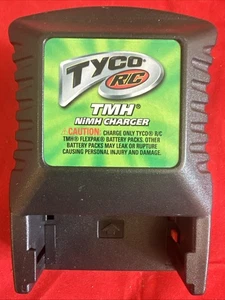 TYCO R/C
TMH®
NiMH CHARGER
⚠CAUTION: CHARGE ONLY TYCO® R/C
TMH® FLEXPAK® BATTERY PACKS. OTHER
BATTERY PACKS MAY LEAK OR RUPTURE
CAUSING PERSONAL INJURY AND DAMAGE.